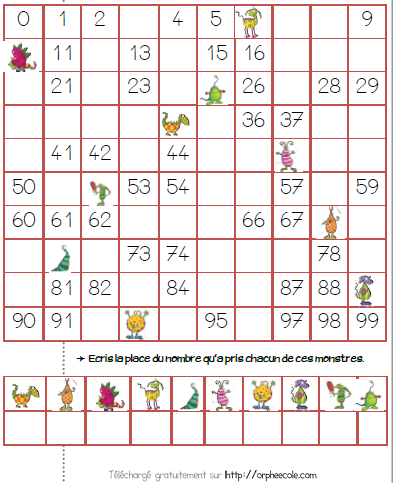 0 1 2 4 5 9
11 13 15 16
21 23 26 28 29
36 37
41 42 44
50 53 54 57 59
60 61 62 66 67
73 74 78
81 82 84 87 88
90 91 95 97 98 99
→ Ecris la place du nombre qu'a pris chacun de ces monstres.
Téléchargé gratuitement sur http://orpheecole.com